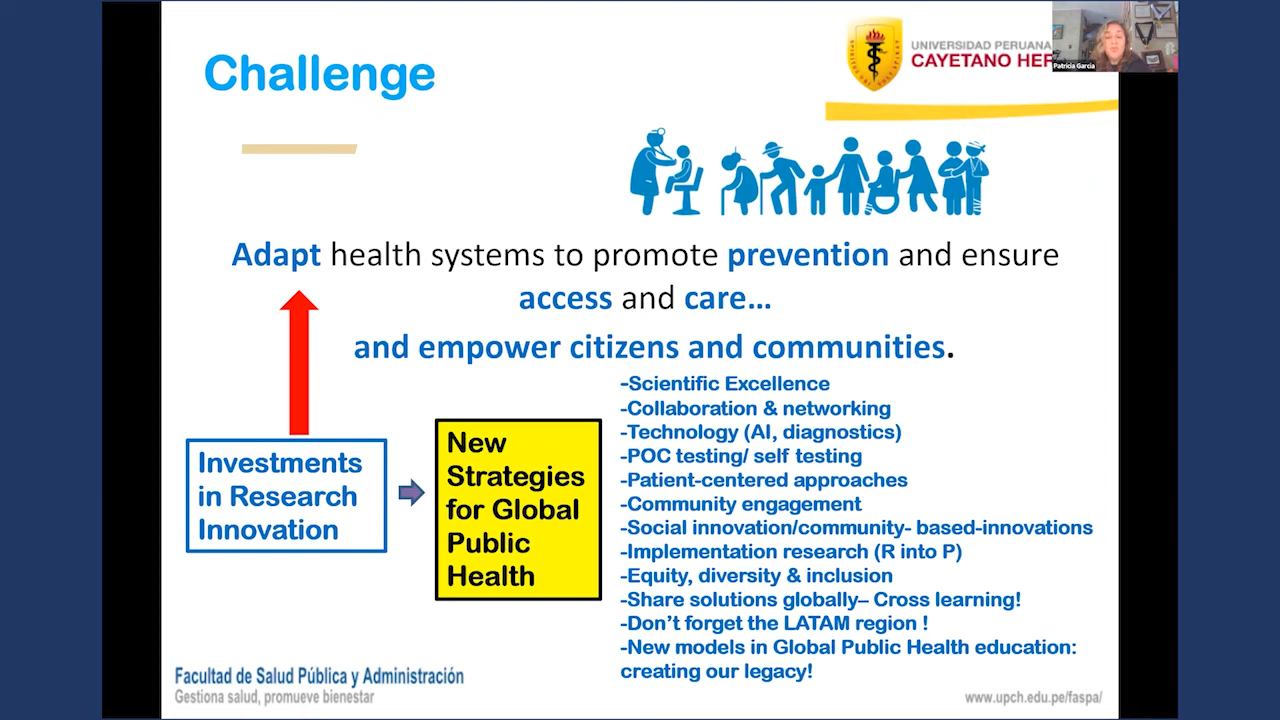 Challenge
UNIVERSIDAD PERUANA
CAYETANO HER
Patricia Garcia
Adapt health systems to promote prevention and ensure
access and care...
and empower citizens and communities.
Investments
in Research
Innovation
New
Strategies
for Global
Public
Health
-Scientific Excellence
-Collaboration & networking
-Technology (AI, diagnostics)
-POC testing/ self testing
-Patient-centered approaches
-Community engagement
-Social innovation/community- based-innovations
-Implementation research (R into P)
-Equity, diversity & inclusion
-Share solutions globally– Cross learning!
-Don't forget the LATAM region !
-New models in Global Public Health education:
creating our legacy!
Facultad de Salud Pública y Administración
Gestiona salud, promueve bienestar
www.upch.edu.pe/faspa/